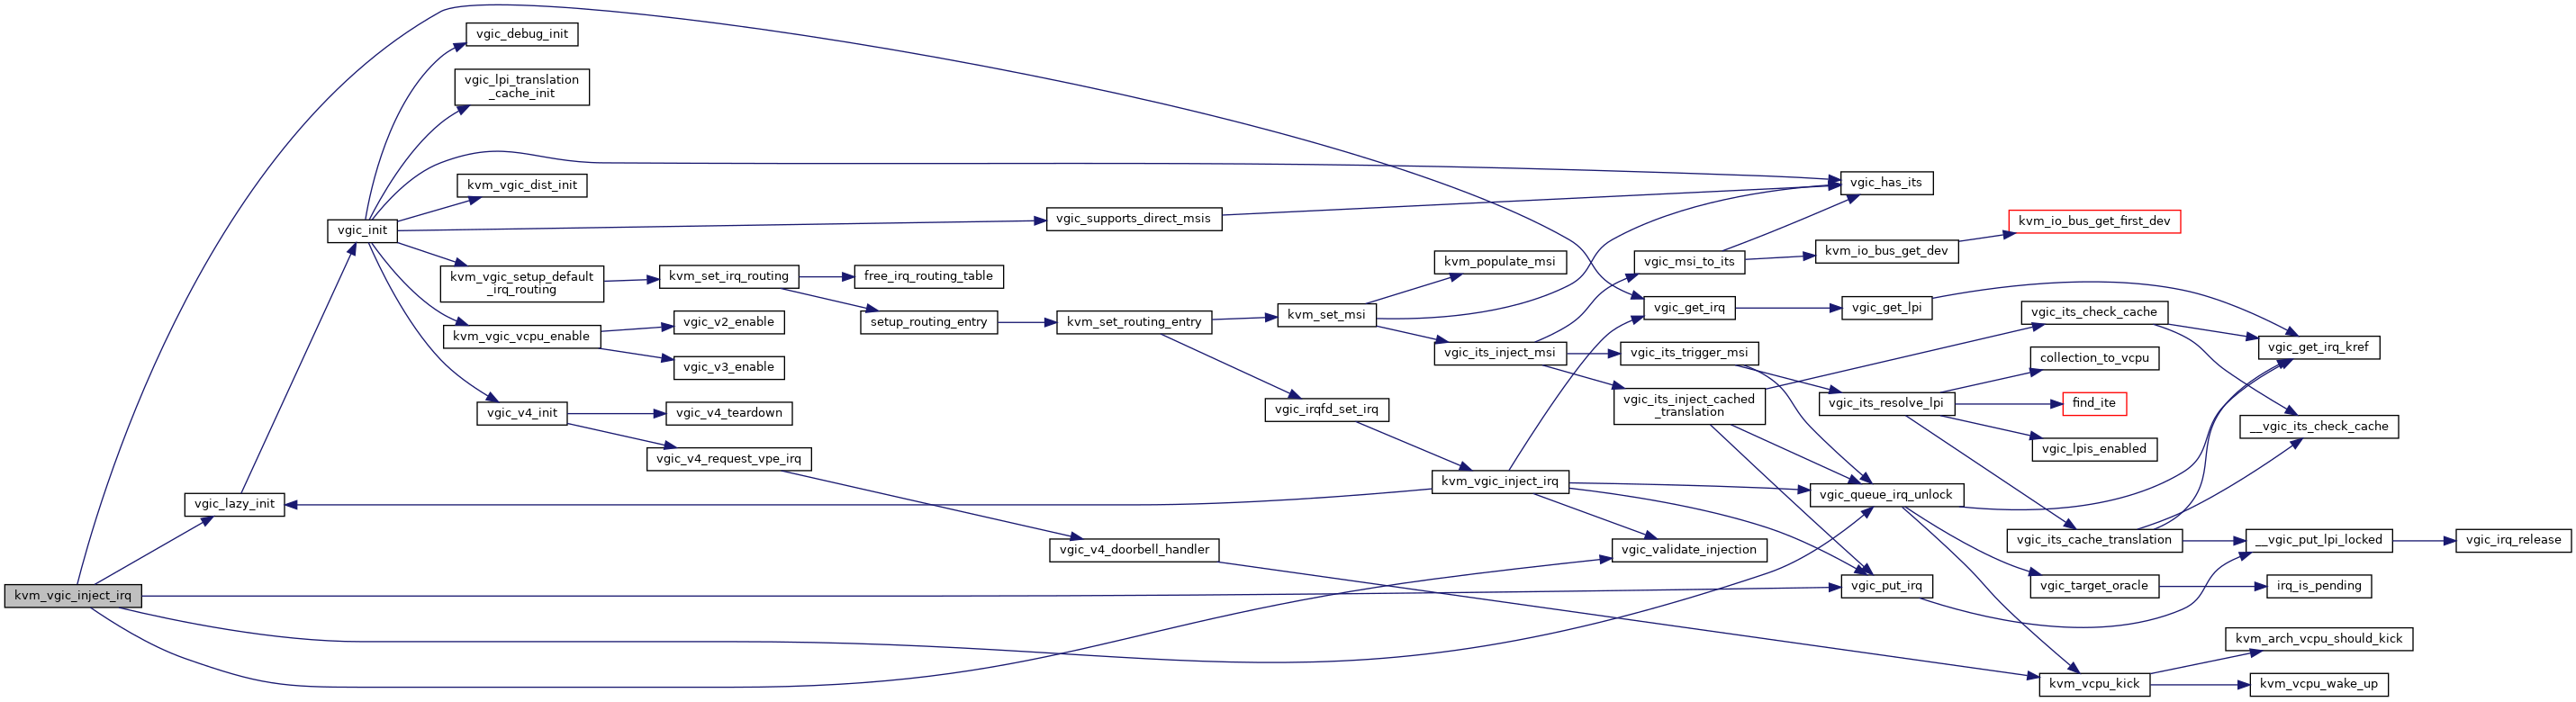 vgic_debug_init
vgic_lpi_translation
_cache_init
kvm_vgic_dist_init
vgic_has_its
vgic_supports_direct_msis
kvm_io_bus_get_first_dev
vgic_init
kvm_io_bus_get_dev
kvm_populate_msi
vgic_msi_to_its
kvm_vgic_setup_default
_irq_routing
kvm_set_irq_routing
free_irq_routing_table
vgic_get_irq
vgic_get_lpi
vgic_its_check_cache
kvm_set_msi
vgic_v2_enable
setup_routing_entry
kvm_set_routing_entry
kvm_vgic_vcpu_enable
vgic_get_irq_kref
vgic_its_inject_msi
vgic_its_trigger_msi
collection_to_vcpu
vgic_v3_enable
vgic_its_inject_cached
_translation
vgic_its_resolve_lpi
find_ite
vgic_v4_init
vgic_v4_teardown
vgic_irqfd_set_irq
__vgic_its_check_cache
vgic_lpis_enabled
vgic_v4_request_vpe_irq
kvm_vgic_inject_irq
vgic_queue_irq_unlock
vgic_lazy_init
vgic_its_cache_translation
__vgic_put_lpi_locked
vgic_irq_release
vgic_v4_doorbell_handler
vgic_validate_injection
vgic_put_irq
vgic_target_oracle
irq_is_pending
kvm_vgic_inject_irq
kvm_arch_vcpu_should_kick
kvm_vcpu_kick
kvm_vcpu_wake_up